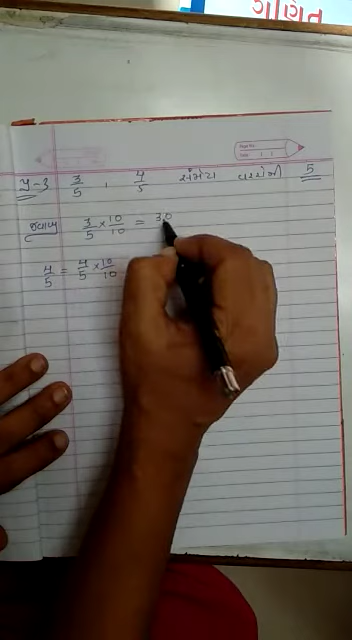 ગણિત
પ્ર-3 3/5 , 4/5 સંમેય વચ્ચેની 5
જવાબ 3/5 × 10/10 = 30
4/5 = 4/5 × 10/10